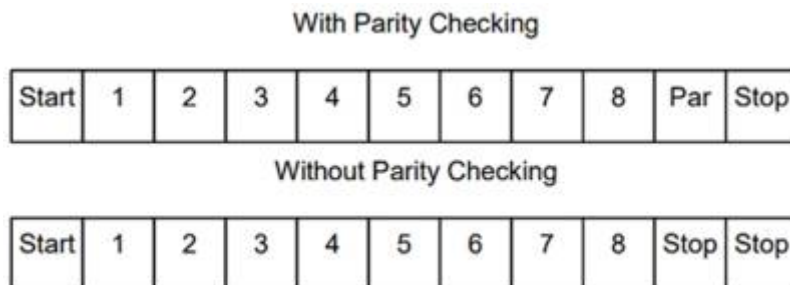 With Parity Checking
Start 1 2 3 4 5 6 7 8 Par Stop
Without Parity Checking
Start 1 2 3 4 5 6 7 8 Stop Stop